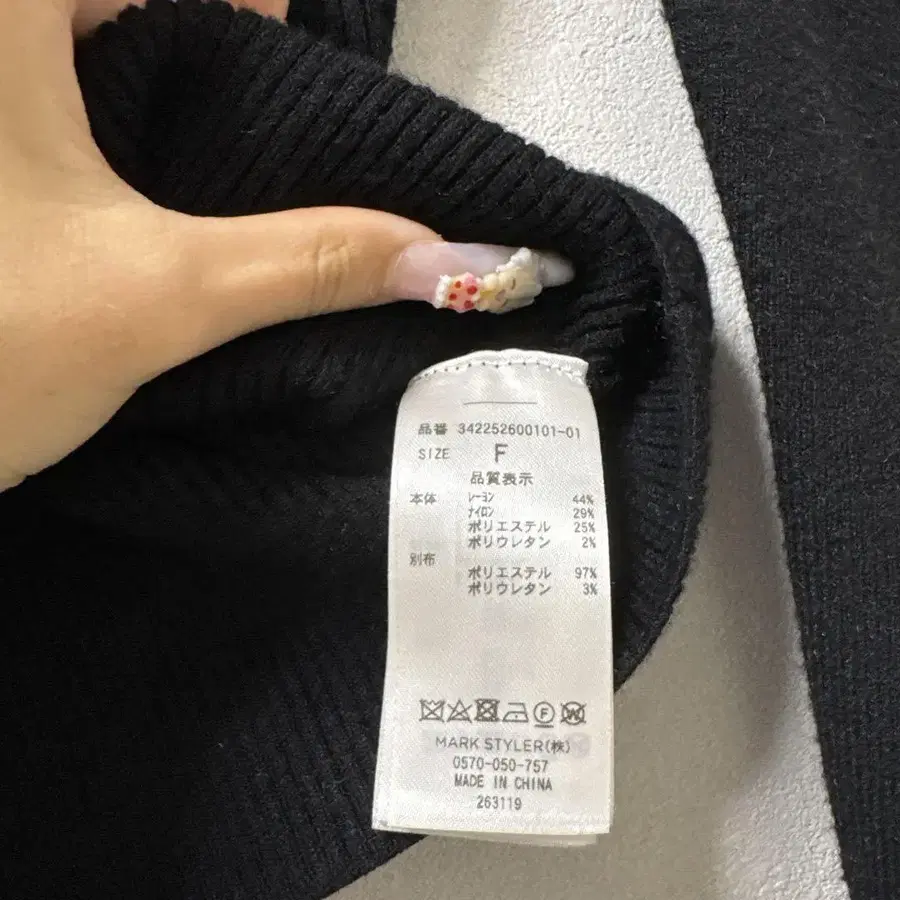 品番 342252600101-01
SIZE F
品質表示
本体 レーヨン 44%
ナイロン 29%
ポリエステル 25%
ポリウレタン 2%
別布
ポリエステル 97%
ポリウレタン 3%
F W
MARK STYLER(株)
0570-050-757
MADE IN CHINA
263119